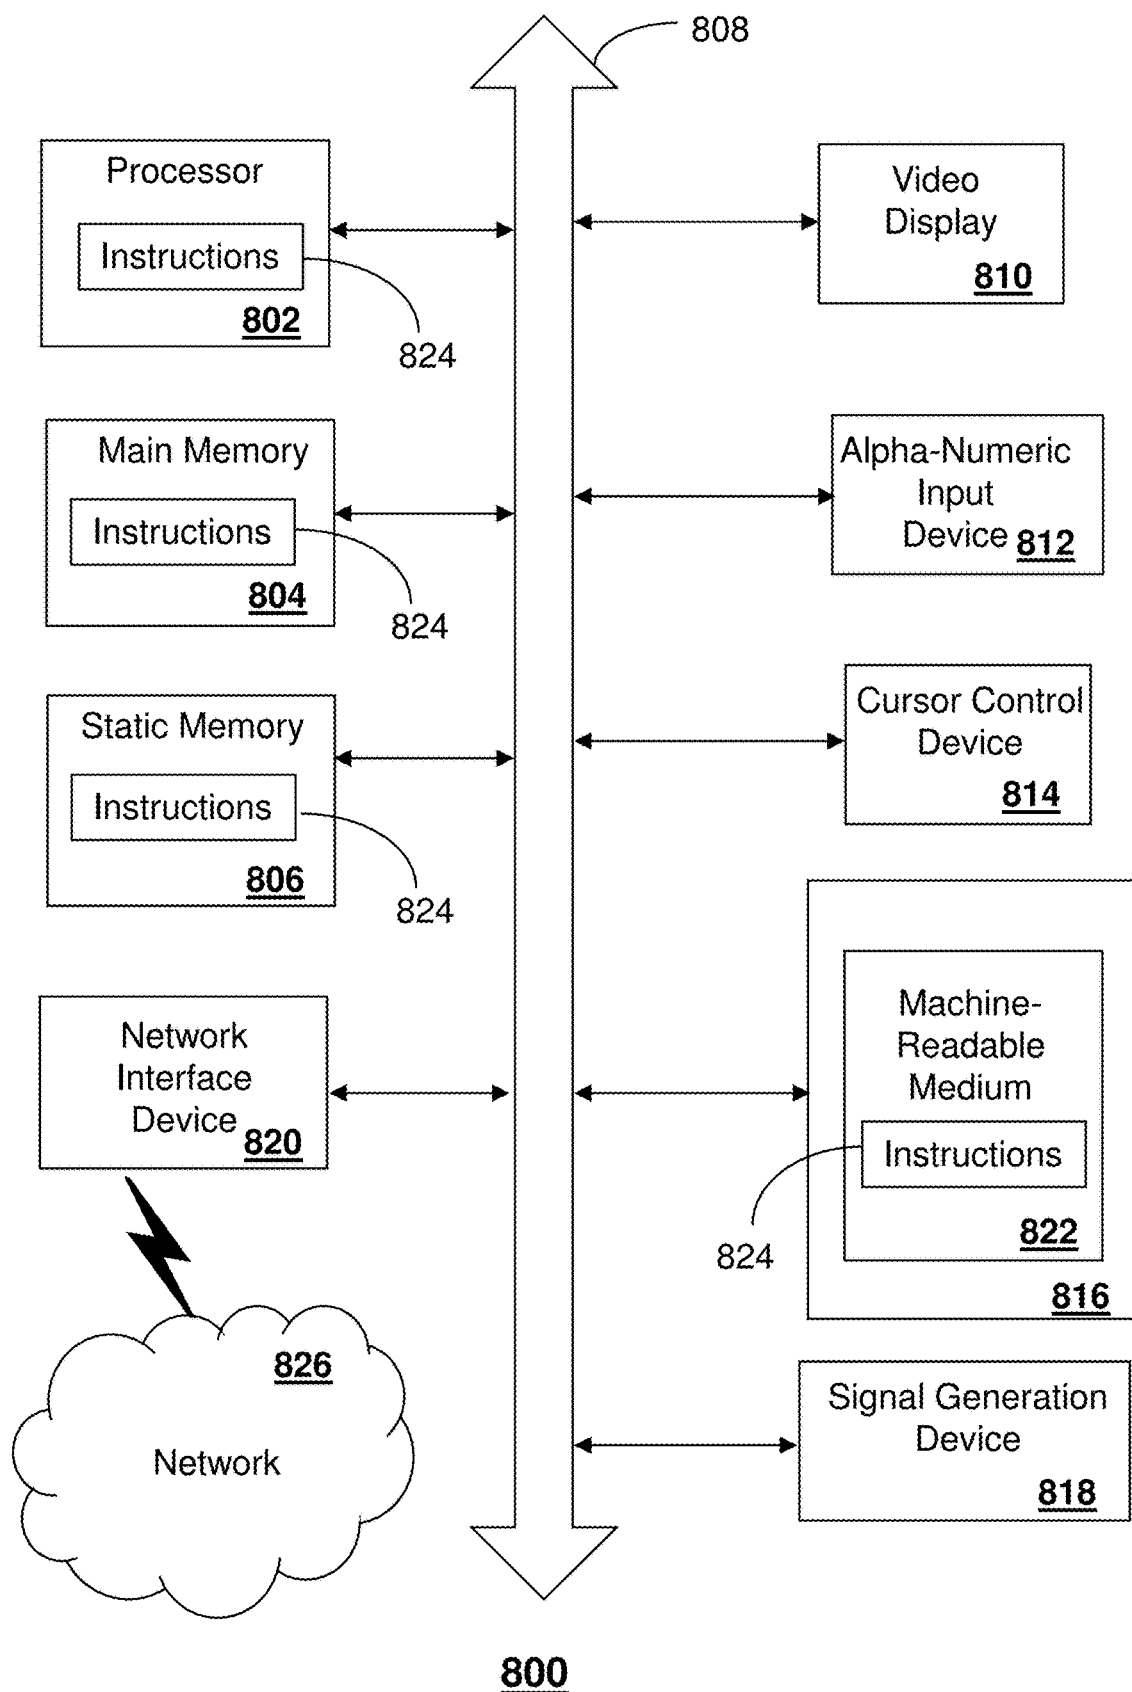 808
Processor
Instructions
802
824
Main Memory
Instructions
804
824
Static Memory
Instructions
806
824
Network
Interface
Device
820
826
Network
Video
Display
810
Alpha-Numeric
Input
Device
812
Cursor Control
Device
814
Machine-
Readable
Medium
Instructions
822
824
816
Signal Generation
Device
818
800